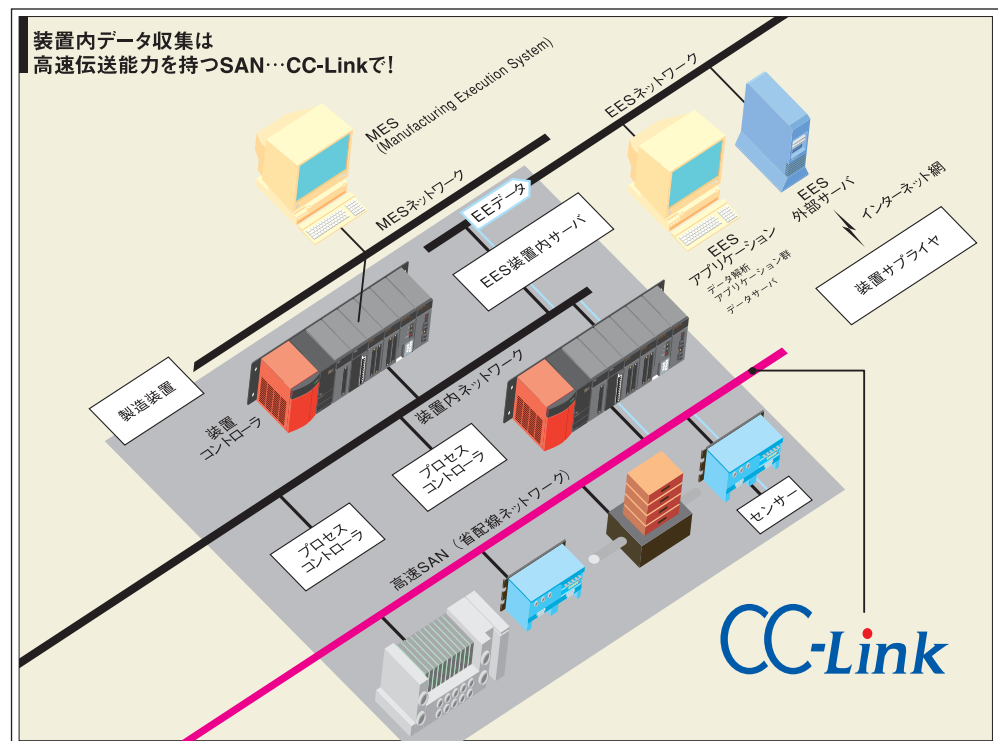 装置内データ収集は
高速伝送能力を持つSAN…CC-Linkで!
MES
(Manufacturing Execution System)
MESネットワーク
EESネットワーク
EEデータ
EES装置内サーバ
EES
外部サーバ
インターネット網
EES
アプリケーション
データ解析
アプリケーション群
データサーバ
装置サプライヤ
製造装置
装置
コントローラ
装置内ネットワーク
プロセス
コントローラ
プロセス
コントローラ
高速SAN(省配線ネットワーク)
センサー
CC-Link